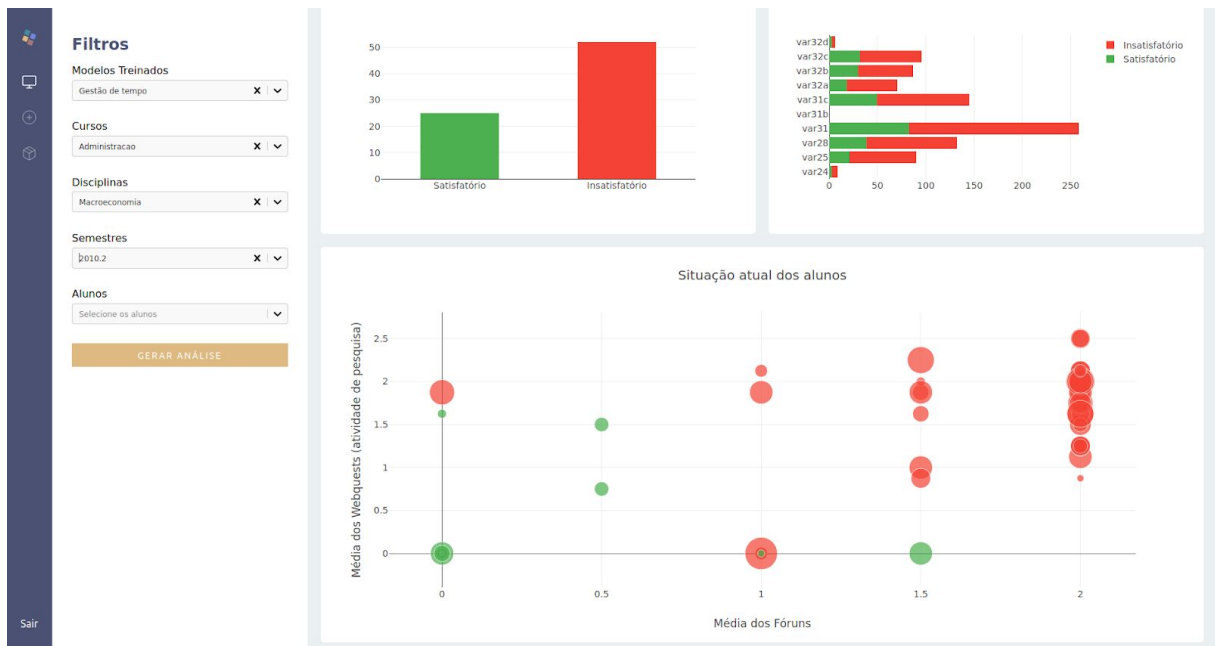 Filtros
Modelos Treinados
Gestão de tempo
Cursos
Administracao
Disciplinas
Macroeconomia
Semestres
2010.2
Alunos
Selecione os alunos
GERAR ANÁLISE
Sair
50
40
30
20
10
0
Satisfatório
Insatisfatório
var32d
var32c
var32b
var32a
var31c
var31b
var31
var28
var25
var24
0 50 100 150 200 250
Insatisfatório
Satisfatório
Situação atual dos alunos
Média dos Webquests (atividade de pesquisa)
2.5
2
1.5
1
0.5
0
0 0.5 1 1.5 2
Média dos Fóruns